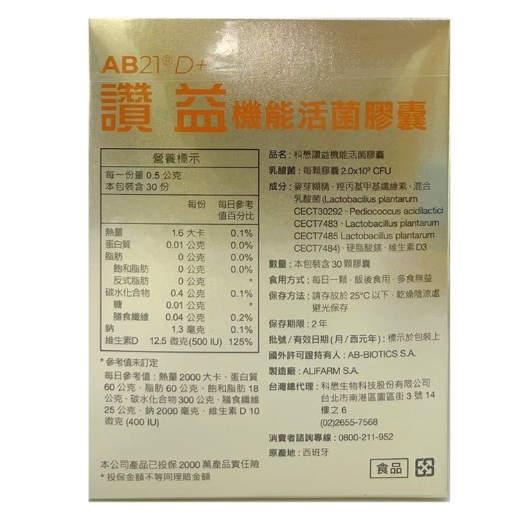 AB21®D+
讚益機能活菌膠囊
營養標示
每一份量 0.5 公克
本包裝含 30 份
每份 每日參考值百分比
熱量 1.6 大卡 0.1%
蛋白質 0.01 公克 0.0%
脂肪 0 公克 0.0%
飽和脂肪 0 公克 0.0%
反式脂肪 0 公克 *
碳水化合物 0.4 公克 0.1%
糖 0.01 公克 *
膳食纖維 0.04 公克 0.2%
鈉 1.3 毫克 0.1%
維生素D 12.5 微克(500 IU) 125%
* 參考值未訂定
每日參考值：熱量 2000 大卡、蛋白質
60 公克、脂肪 60 公克、飽和脂肪 18
公克、碳水化合物 300 公克、膳食纖維
25 公克、鈉 2000 毫克、維生素 D 10
微克 (400 IU)
本公司產品已投保 2000 萬產品責任險
* 投保金額不等同理賠金額
品名：科懋讚益機能活菌膠囊
乳酸菌：每顆膠囊 2.0x10⁹ CFU
成分：麥芽糊精、羥丙基甲基纖維素、混合
乳酸菌 (Lactobacillus plantarum
CECT30292、Pediococcus acidilactici
CECT7483、Lactobacillus plantarum
CECT7485 Lactobacillus plantarum
CECT7484)、硬脂酸鎂、維生素 D3
數量：本包裝含 30 顆膠囊
食用方式：每日一顆，飯後食用，多食無益
保存方法：請存放於 25°C 以下，乾燥陰涼處
避光保存
保存期限：2 年
批號 / 有效日期 (月 / 西元年)：標示於包裝上
國外許可證持有人：AB-BIOTICS S.A.
製造廠：ALIFARM S.A.
台灣總代理：科懋生物科技股份有限公司
台北市南港區園區街 3 號 14
樓之 6
(02)2655-7568
消費者諮詢專線：0800-211-952
原產地：西班牙
食品